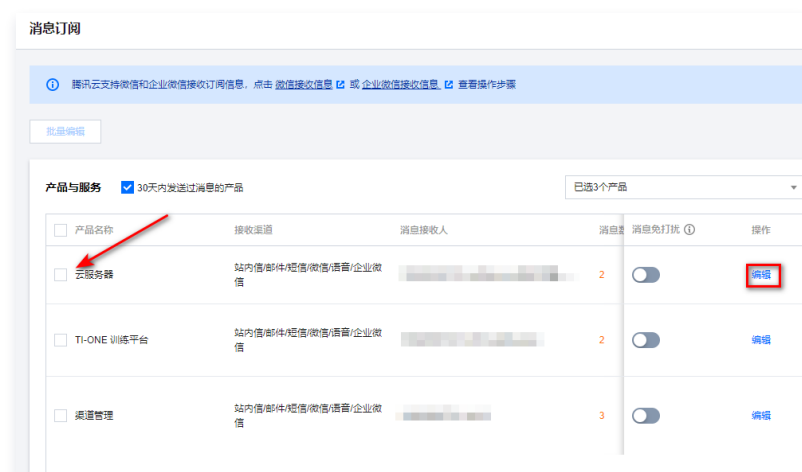 消息订阅
腾讯云支持微信和企业微信接收订阅信息，点击 微信接收信息 或 企业微信接收信息 查看操作步骤
批量编辑
产品与服务 30天内发送过消息的产品 已选3个产品
产品名称 接收渠道 消息接收人 消息 消息免打扰 操作
云服务器 站内信/邮件/短信/微信/语音/企业微信 2 编辑
TI-ONE 训练平台 站内信/邮件/短信/微信/语音/企业微信 2 编辑
渠道管理 站内信/邮件/短信/微信/语音/企业微信 3 编辑